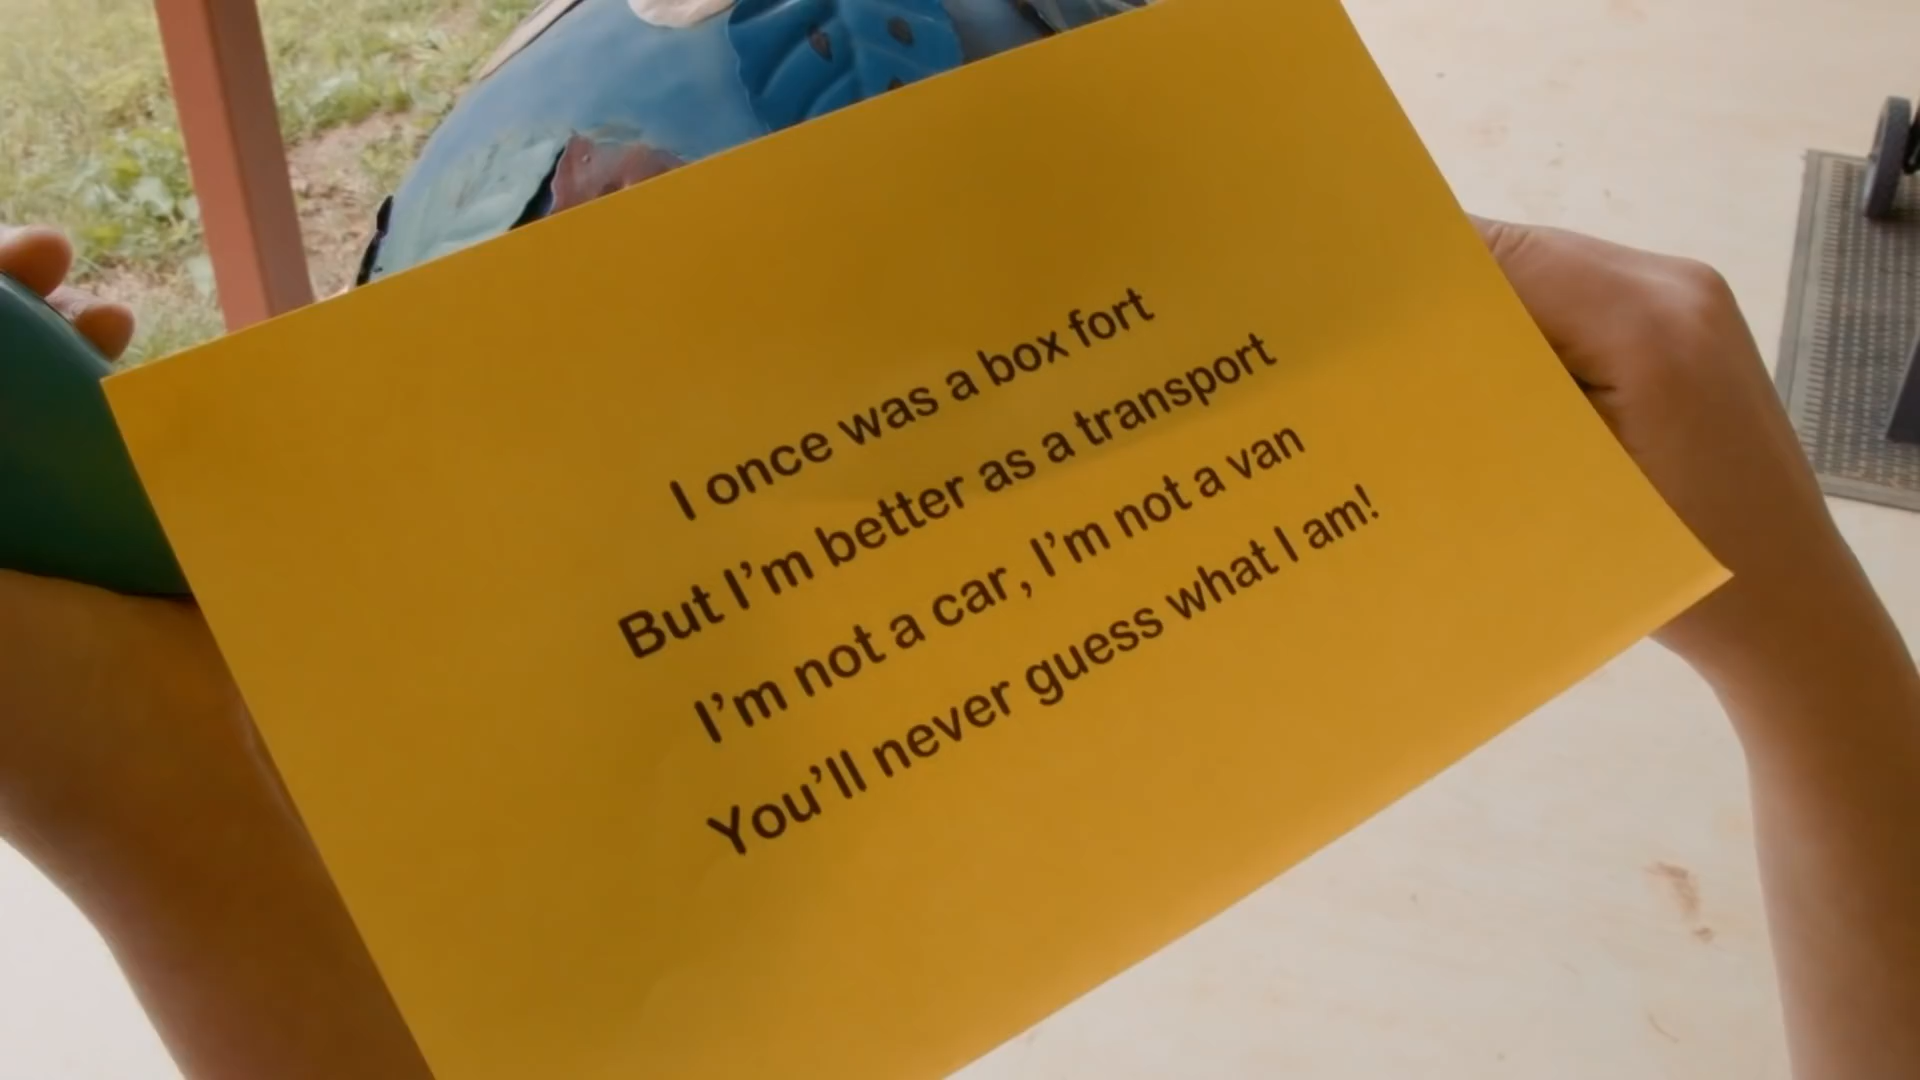 I once was a box fort
But I'm better as a transport
I'm not a car, I'm not a van
You'll never guess what I am!